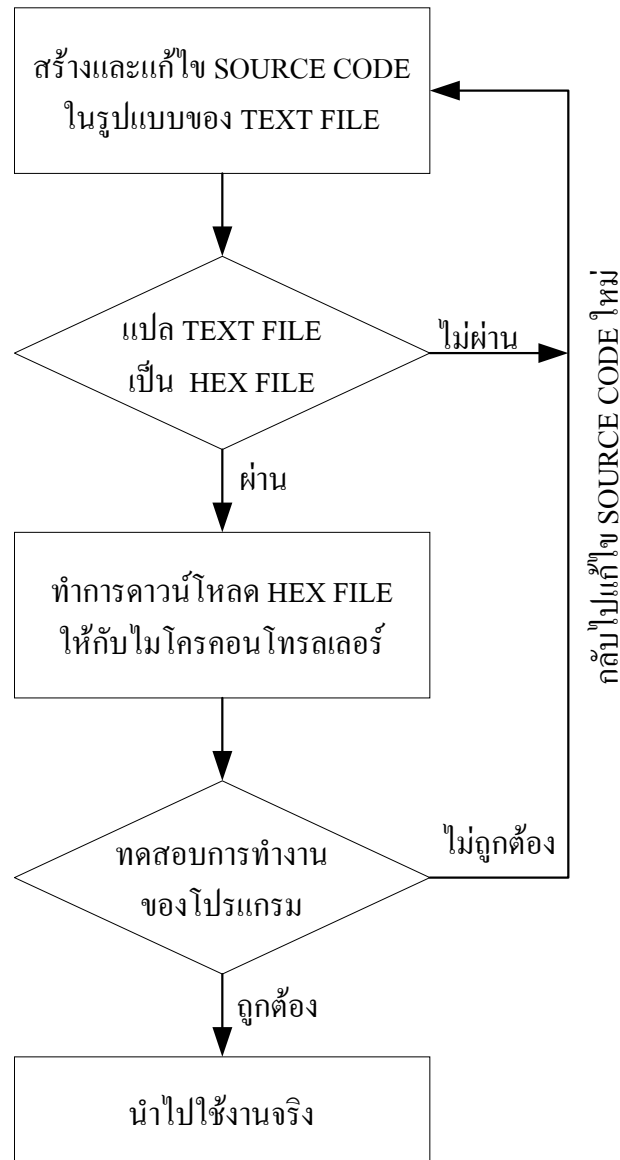 สร้างและแก้ไข SOURCE CODE
ในรูปแบบของ TEXT FILE
แปล TEXT FILE
เป็น HEX FILE
ไม่ผ่าน
ผ่าน
กลับไปแก้ไข SOURCE CODE ใหม่
ทำการดาวน์โหลด HEX FILE
ให้กับไมโครคอนโทรลเลอร์
ทดสอบการทำงาน
ของโปรแกรม
ไม่ถูกต้อง
ถูกต้อง
นำไปใช้งานจริง